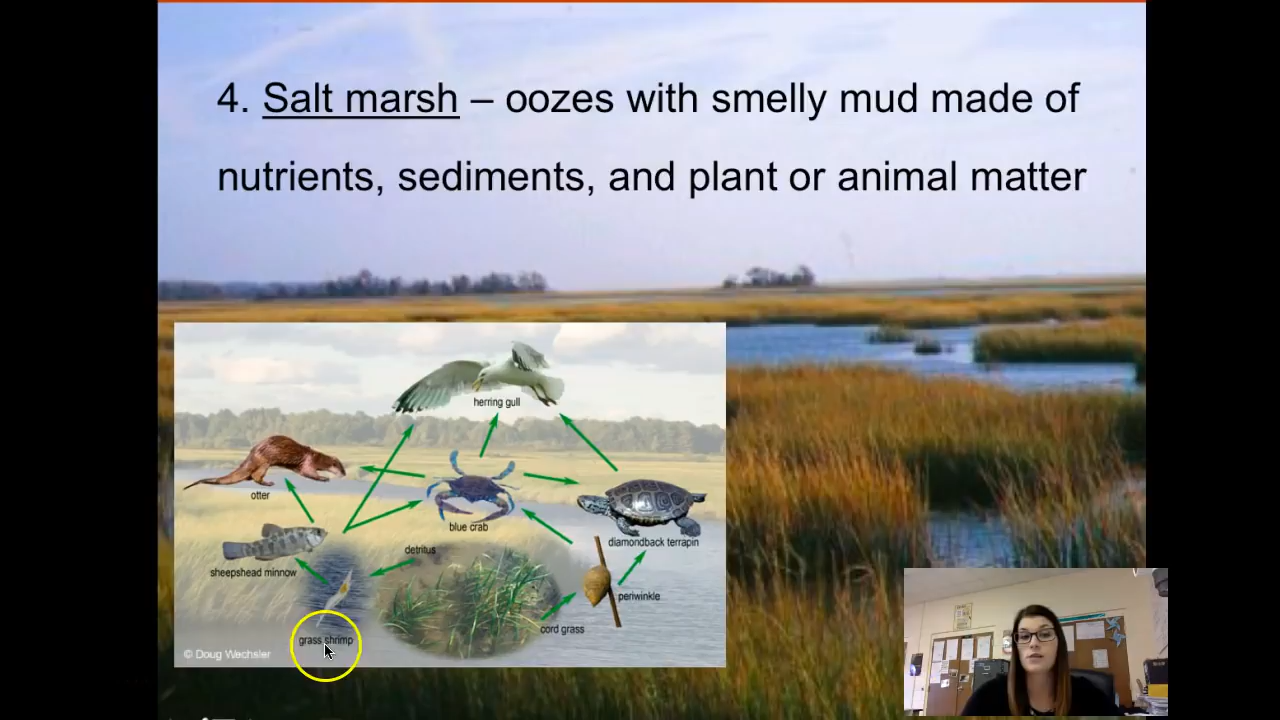 4. Salt marsh – oozes with smelly mud made of
nutrients, sediments, and plant or animal matter
herring gull
otter
blue crab
diamondback terrapin
detritus
sheepshead minnow
periwinkle
cord grass
grass shrimp
© Doug Wechsler